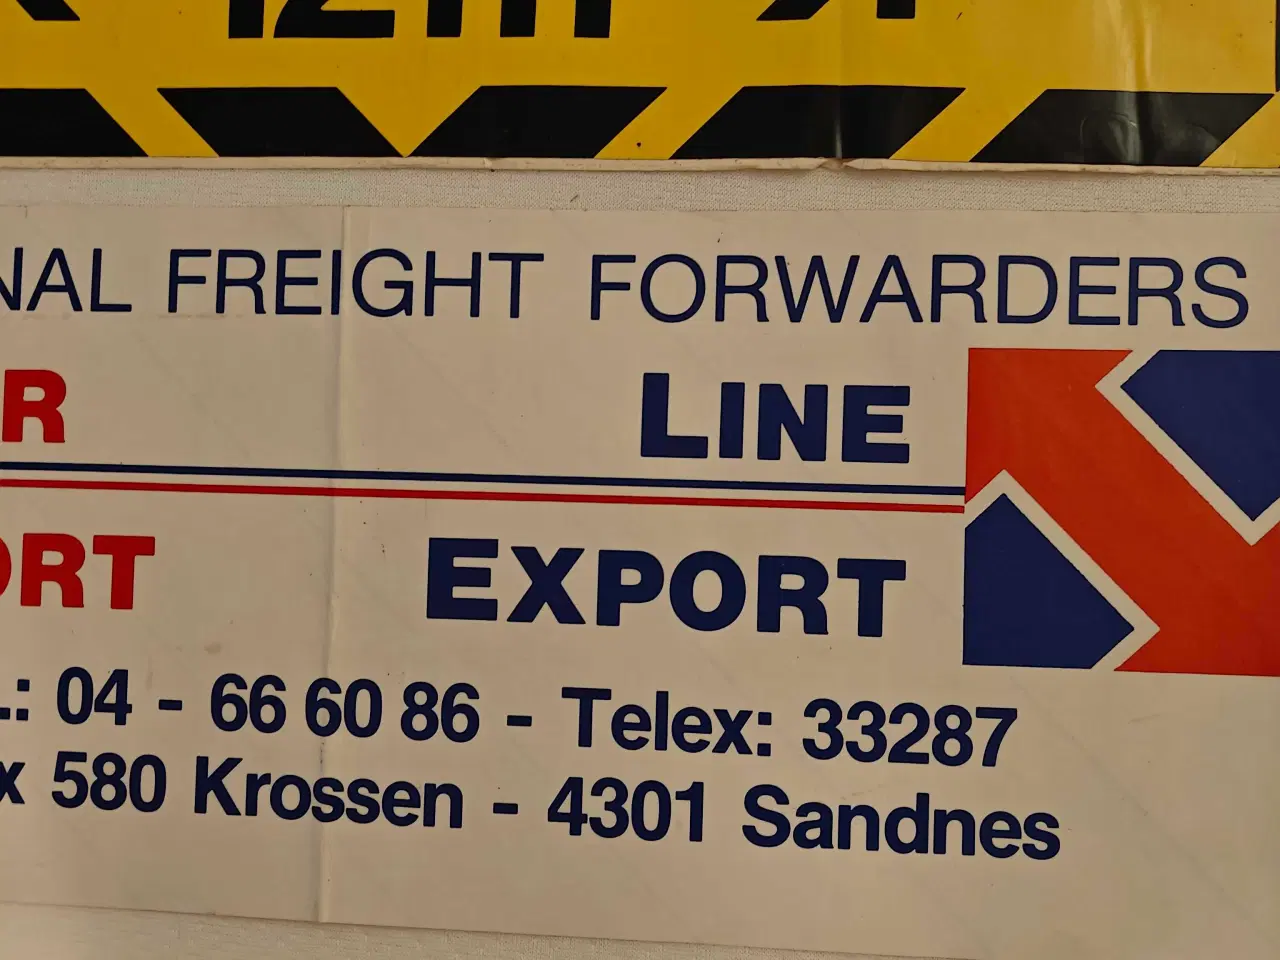 12m
NAL FREIGHT FORWARDERS
R LINE
ORT EXPORT
L.: 04 - 66 60 86 - Telex: 33287
x 580 Krossen - 4301 Sandnes